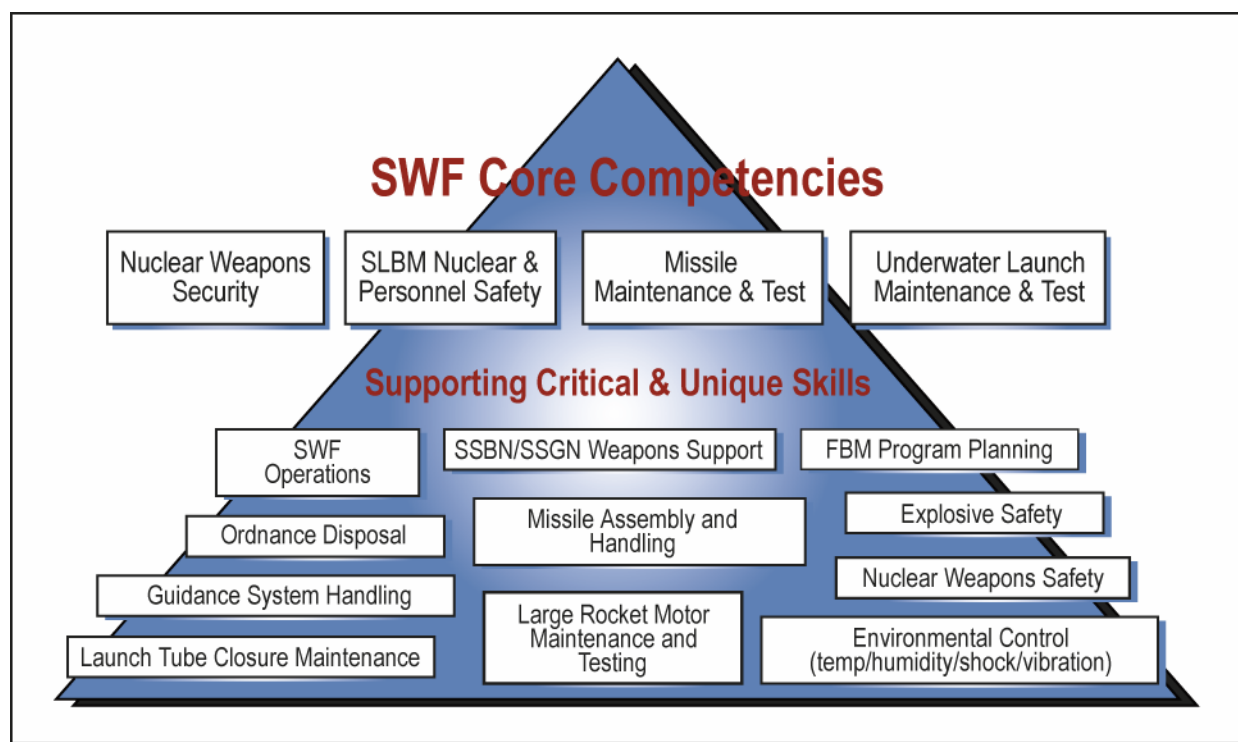 SWF Core Competencies
Nuclear Weapons
Security
SLBM Nuclear &
Personnel Safety
Missile
Maintenance & Test
Underwater Launch
Maintenance & Test
Supporting Critical & Unique Skills
SWF
Operations
SSBN/SSGN Weapons Support
FBM Program Planning
Ordnance Disposal
Missile Assembly and
Handling
Explosive Safety
Guidance System Handling
Nuclear Weapons Safety
Launch Tube Closure Maintenance
Large Rocket Motor
Maintenance and
Testing
Environmental Control
(temp/humidity/shock/vibration)